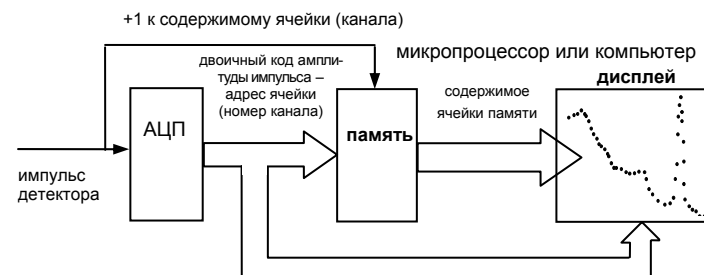 +1 к содержимому ячейки (канала)
двоичный код ампли-
туды импульса –
адрес ячейки
(номер канала)
микропроцессор или компьютер
дисплей
содержимое
ячейки памяти
АЦП
память
импульс
детектора